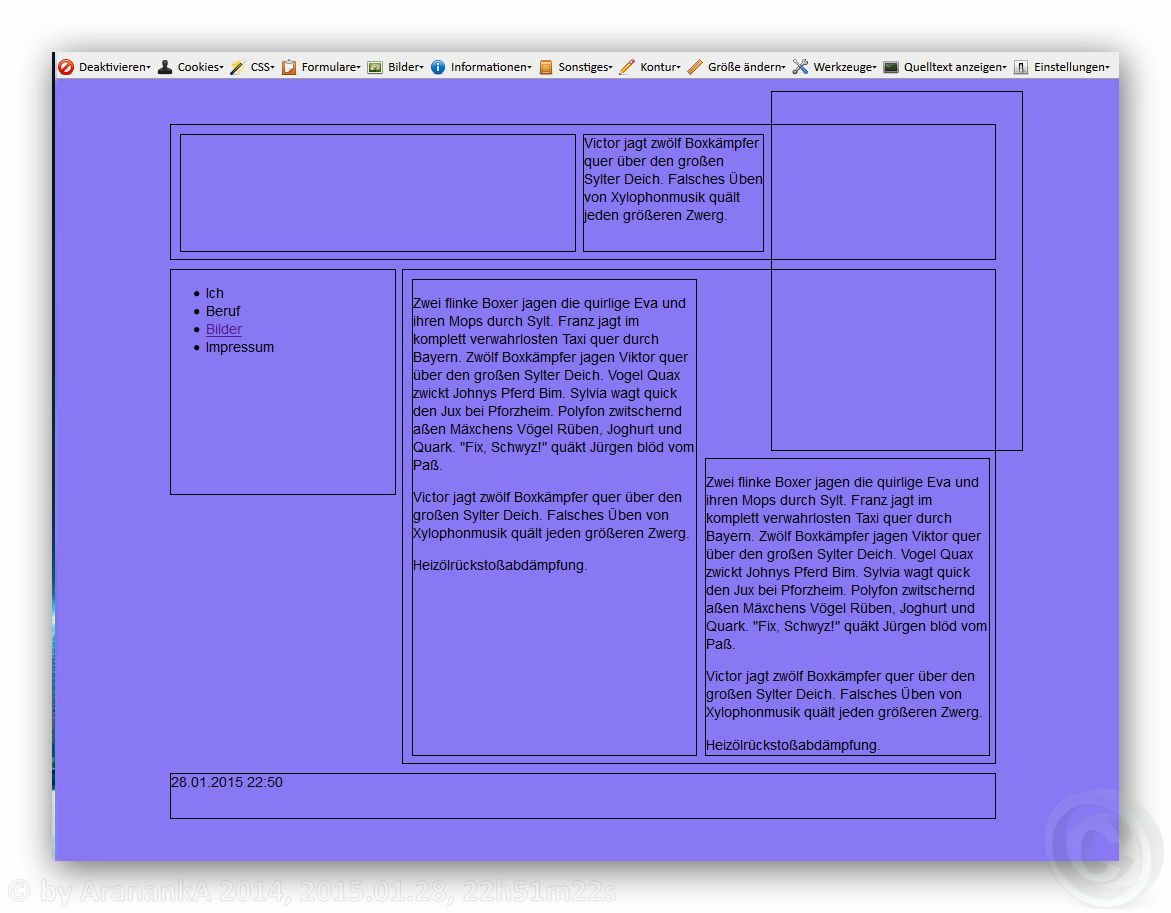 Deaktivieren Cookies CSS Formulare Bilder Informationen Sonstiges Kontur Größe ändern Werkzeuge Quelltext anzeigen Einstellungen
Victor jagt zwölf Boxkämpfer
quer über den großen
Sylter Deich. Falsches Üben
von Xylophonmusik quält
jeden größeren Zwerg.
Ich
Beruf
Bilder
Impressum
Zwei flinke Boxer jagen die quirlige Eva und
ihren Mops durch Sylt. Franz jagt im
komplett verwahrlosten Taxi quer durch
Bayern. Zwölf Boxkämpfer jagen Viktor quer
über den großen Sylter Deich. Vogel Quax
zwickt Johnys Pferd Bim. Sylvia wagt quick
den Jux bei Pforzheim. Polyfon zwitschernd
aßen Mäxchens Vögel Rüben, Joghurt und
Quark. "Fix, Schwyz!" quäkt Jürgen blöd vom
Paß.
Victor jagt zwölf Boxkämpfer quer über den
großen Sylter Deich. Falsches Üben von
Xylophonmusik quält jeden größeren Zwerg.
Heizölrückstoßabdämpfung.
Zwei flinke Boxer jagen die quirlige Eva und
ihren Mops durch Sylt. Franz jagt im
komplett verwahrlosten Taxi quer durch
Bayern. Zwölf Boxkämpfer jagen Viktor quer
über den großen Sylter Deich. Vogel Quax
zwickt Johnys Pferd Bim. Sylvia wagt quick
den Jux bei Pforzheim. Polyfon zwitschernd
aßen Mäxchens Vögel Rüben, Joghurt und
Quark. "Fix, Schwyz!" quäkt Jürgen blöd vom
Paß.
Victor jagt zwölf Boxkämpfer quer über den
großen Sylter Deich. Falsches Üben von
Xylophonmusik quält jeden größeren Zwerg.
Heizölrückstoßabdämpfung.
28.01.2015 22:50
© by AranankA 2014, 2015.01.28, 22h51m22s
©